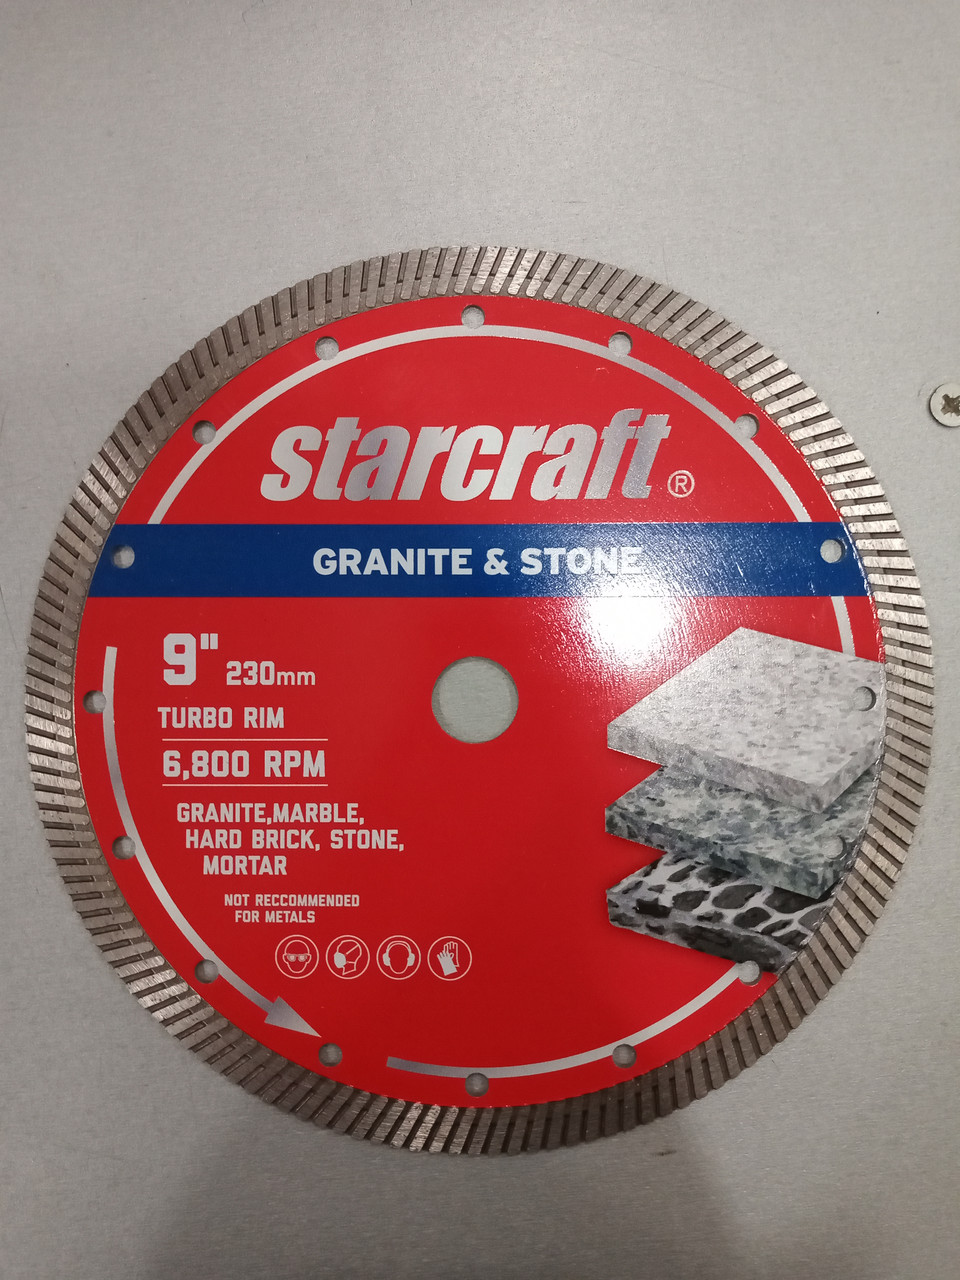 starcraft®
GRANITE & STONE
9" 230mm
TURBO RIM
6,800 RPM
GRANITE,MARBLE,
HARD BRICK, STONE,
MORTAR
NOT RECCOMMENDED
FOR METALS